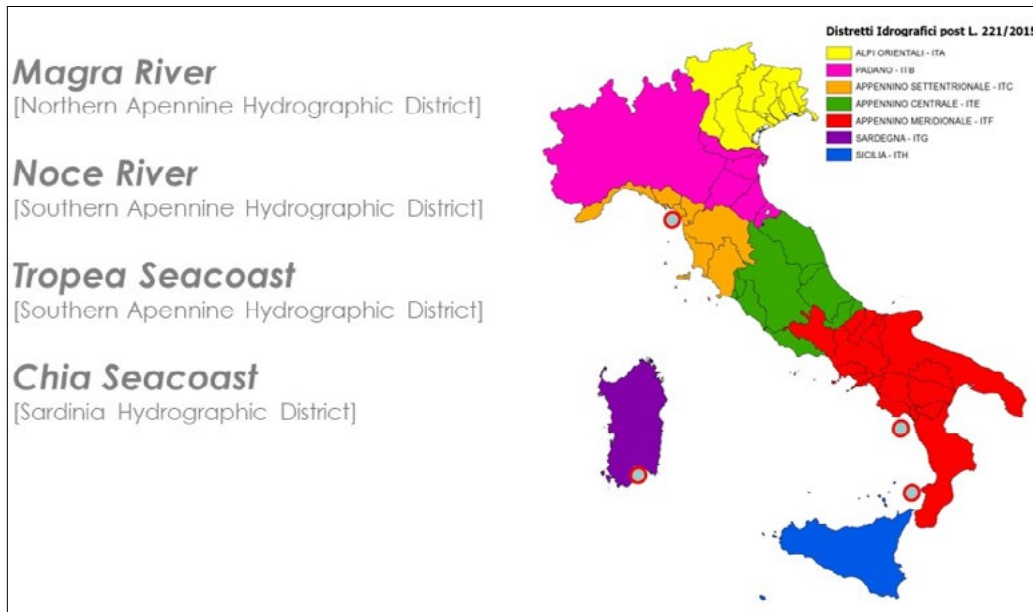 Magra River
[Northern Apennine Hydrographic District]
Noce River
[Southern Apennine Hydrographic District]
Tropea Seacoast
[Southern Apennine Hydrographic District]
Chia Seacoast
[Sardinia Hydrographic District]
Distretti Idrografici post L. 221/2015
ALPI ORIENTALI - ITA
PADANO - ITB
APPENNINO SETTENTRIONALE - ITC
APPENNINO CENTRALE - ITE
APPENNINO MERIDIONALE - ITF
SARDEGNA - ITG
SICILIA - ITH